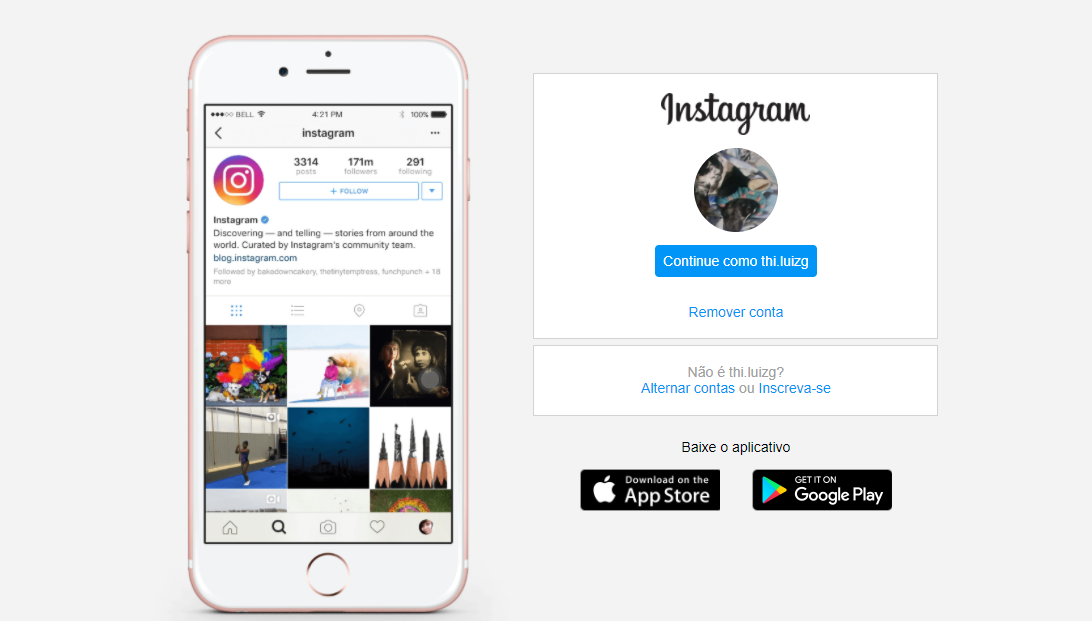 BELL
4:21 PM
100%
instagram
3314
posts
171m
followers
291
following
+ FOLLOW
Instagram
Discovering — and telling — stories from around the
world. Curated by Instagram's community team.
blog.instagram.com
Followed by bakedowncakery, thetinytemptress, funchpunch + 18
more
Instagram
Continue como thi.luizg
Remover conta
Não é thi.luizg?
Alternar contas ou Inscreva-se
Baixe o aplicativo
Download on the
App Store
GET IT ON
Google Play